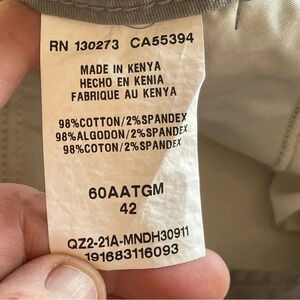 RN 130273 CA55394
MADE IN KENYA
HECHO EN KENIA
FABRIQUE AU KENYA
98%COTTON/2%SPANDEX
98%ALGODON/2%SPANDEX
98%COTON/2%SPANDEX
60AATGM
42
QZ2-21A-MNDH30911
191683116093